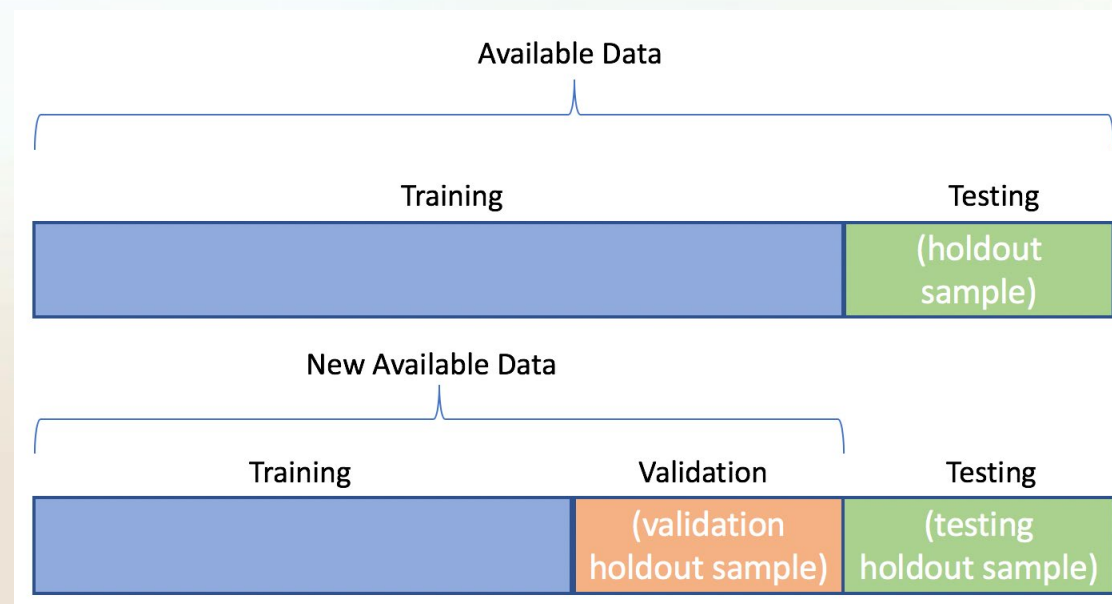 Available Data
Training Testing
(holdout
sample)
New Available Data
Training Validation Testing
(validation (testing
holdout sample) holdout sample)